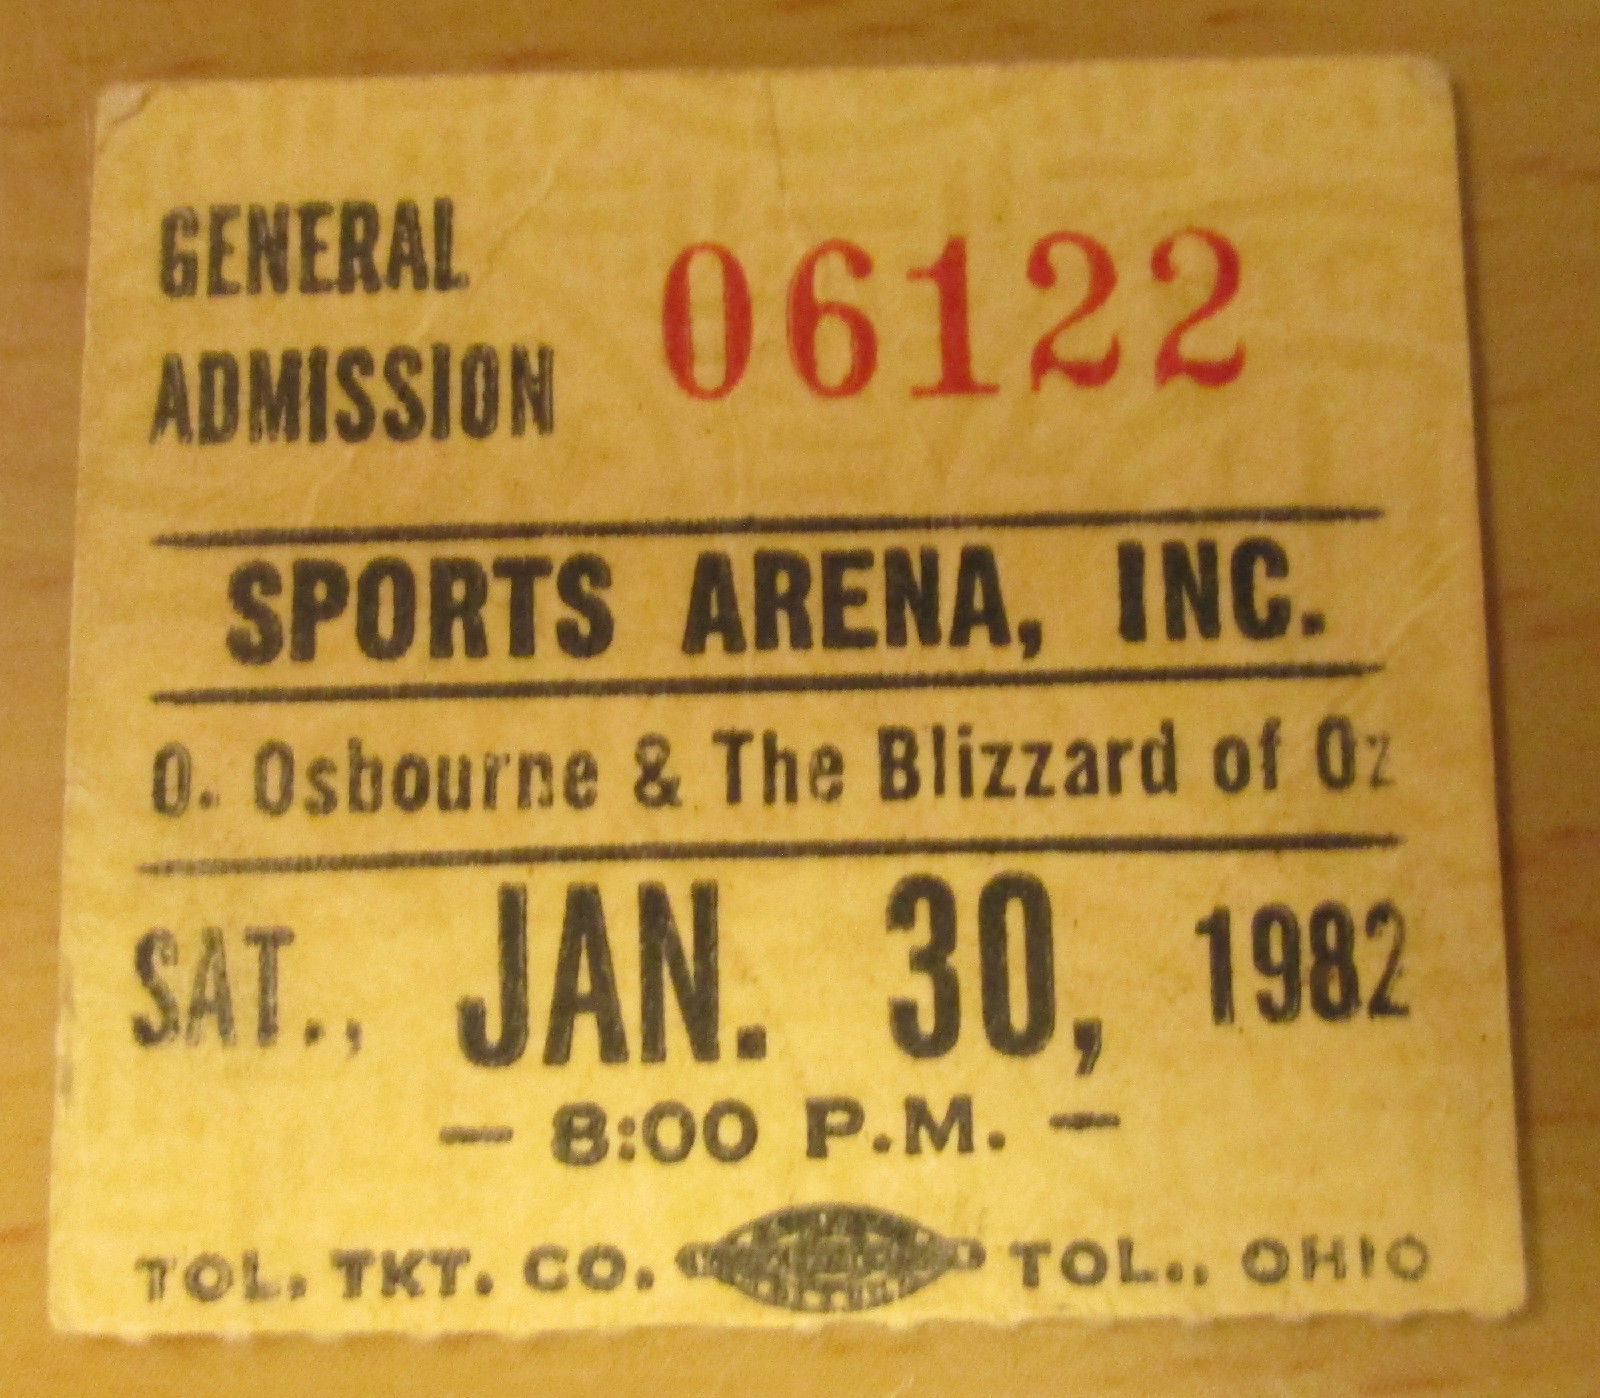 GENERAL
ADMISSION
06122
SPORTS ARENA, INC.
O. Osbourne & The Blizzard of Oz
SAT., JAN. 30, 1982
— 8:00 P.M. —
TOL. TKT. CO. TOL., OHIO